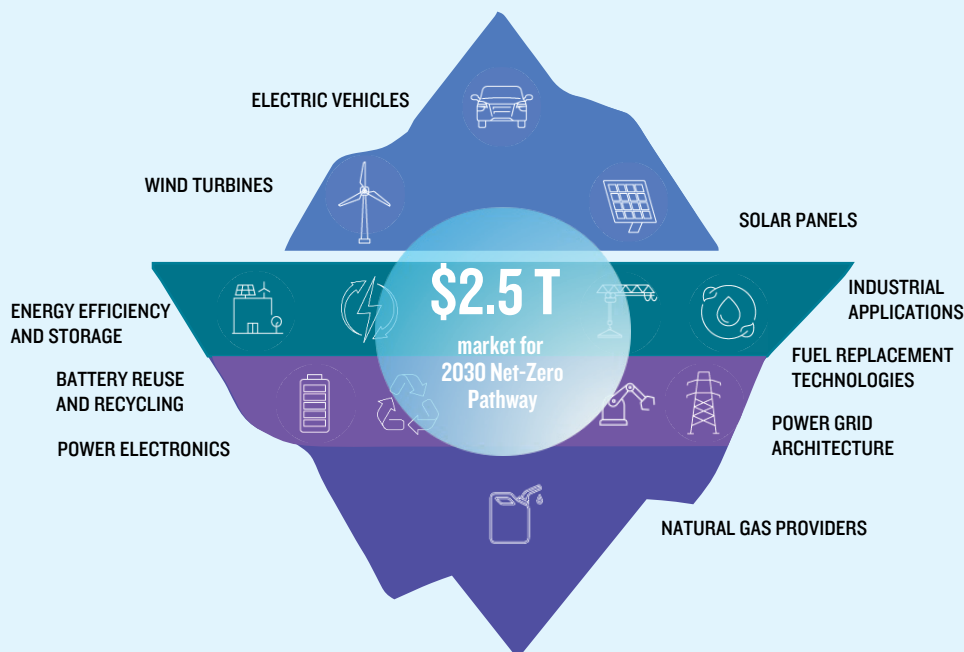 ELECTRIC VEHICLES
WIND TURBINES
SOLAR PANELS
$2.5 T
market for
2030 Net-Zero
Pathway
ENERGY EFFICIENCY
AND STORAGE
BATTERY REUSE
AND RECYCLING
POWER ELECTRONICS
INDUSTRIAL
APPLICATIONS
FUEL REPLACEMENT
TECHNOLOGIES
POWER GRID
ARCHITECTURE
NATURAL GAS PROVIDERS